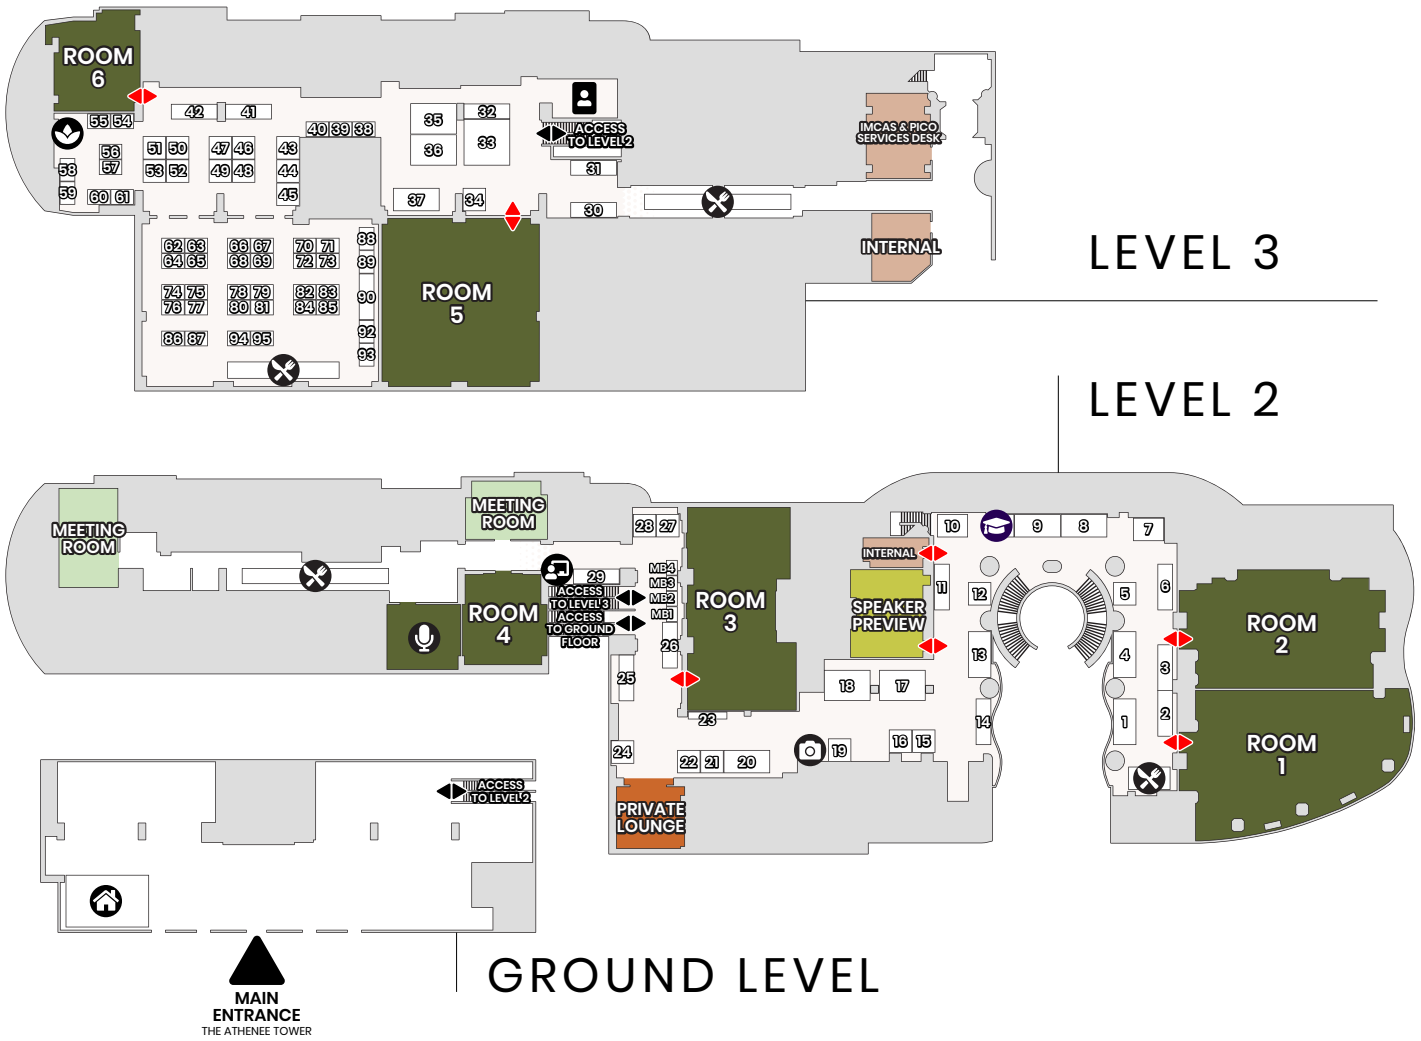 ROOM
6
42 41
55 54
40 39 38
35
36
32
33
ACCESS
TO LEVEL2
IMCAS & PICO
SERVICES DESK
51 50
53 52
47 46
49 48
43
44
45
56
57
58
59
60 61
31
37
34
30
INTERNAL
LEVEL 3
62 63
64 65
66 67
68 69
70 71
72 73
88
89
90
92
93
74 75
76 77
78 79
80 81
82 83
84 85
86 87
94 95
ROOM
5
LEVEL 2
MEETING
ROOM
MEETING
ROOM
28 27
29
MB4
MB3
MB2
MB1
ACCESS
TO LEVEL3
ACCESS
TO GROUND
FLOOR
ROOM
4
26
25
24
ROOM
3
23
22 21 20
PRIVATE
LOUNGE
INTERNAL
SPEAKER
PREVIEW
18
17
19
16 15
10
9
8
7
11
12
13
14
5
6
4
3
2
1
ROOM
2
ROOM
1
ACCESS
TO LEVEL2
GROUND LEVEL
MAIN
ENTRANCE
THE ATHENEE TOWER